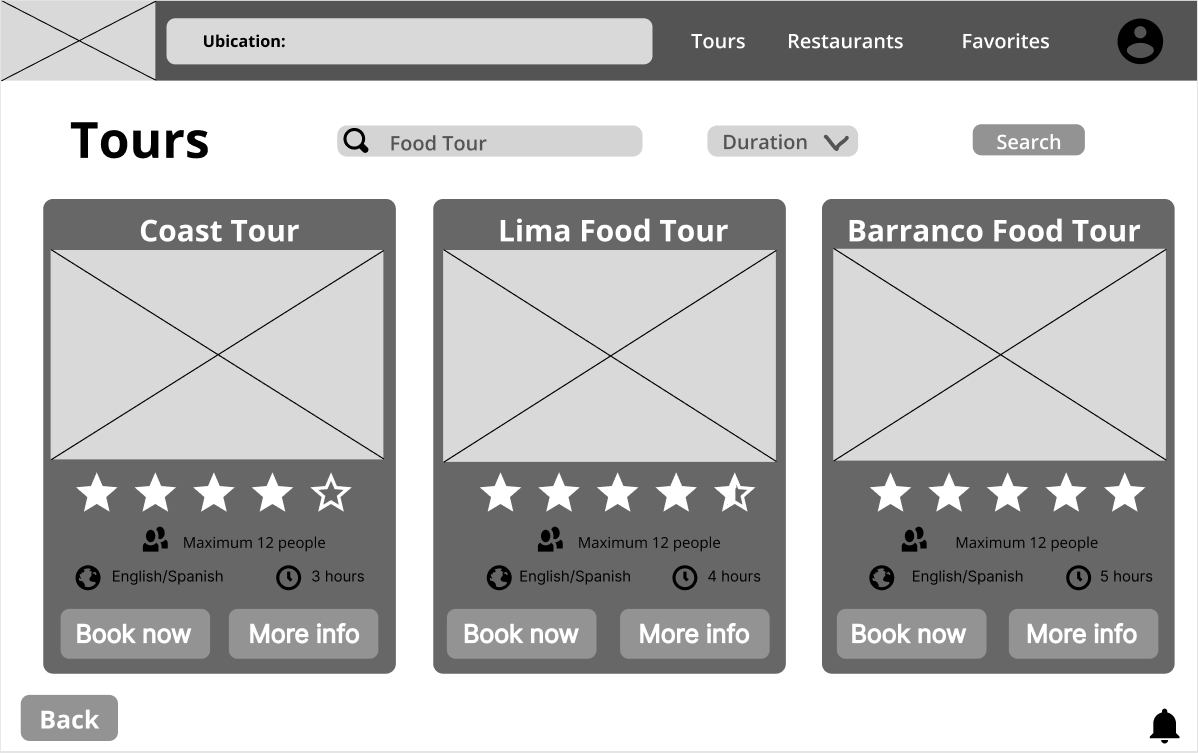 Ubication:
Tours Restaurants Favorites
Tours
Food Tour
Duration
Search
Coast Tour
Maximum 12 people
English/Spanish 3 hours
Book now More info
Lima Food Tour
Maximum 12 people
English/Spanish 4 hours
Book now More info
Barranco Food Tour
Maximum 12 people
English/Spanish 5 hours
Book now More info
Back